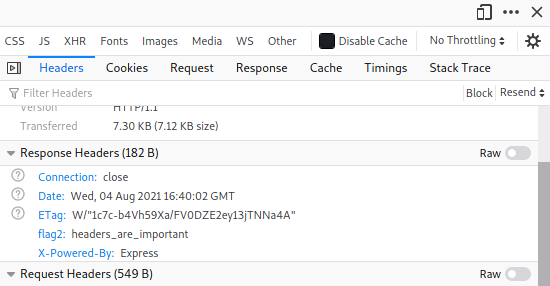 CSS JS XHR Fonts Images Media WS Other Disable Cache No Throttling
Headers Cookies Request Response Cache Timings Stack Trace
Filter Headers Block Resend
Version HTTP/1.1
Transferred 7.30 KB (7.12 KB size)
Response Headers (182 B) Raw
? Connection: close
? Date: Wed, 04 Aug 2021 16:40:02 GMT
? ETag: W/"1c7c-b4Vh59Xa/FV0DZE2ey13jTNNa4A"
flag2: headers_are_important
X-Powered-By: Express
Request Headers (549 B) Raw